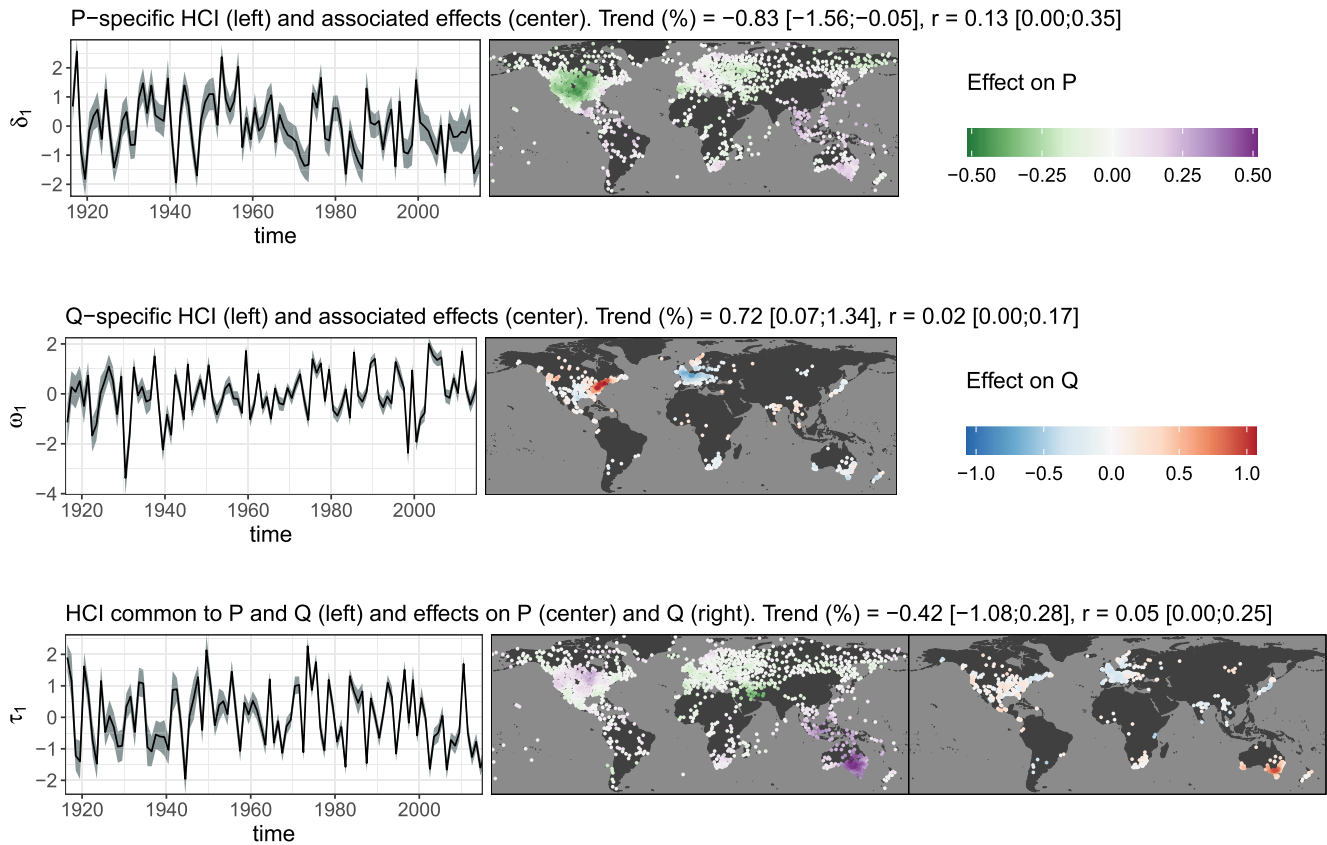 P−specific HCI (left) and associated effects (center). Trend (%) = −0.83 [−1.56;−0.05], r = 0.13 [0.00;0.35]
2
1
0
−1
−2
δ1
1920 1940 1960 1980 2000
time
Effect on P
−0.50 −0.25 0.00 0.25 0.50
Q−specific HCI (left) and associated effects (center). Trend (%) = 0.72 [0.07;1.34], r = 0.02 [0.00;0.17]
2
0
−2
−4
ω1
1920 1940 1960 1980 2000
time
Effect on Q
−1.0 −0.5 0.0 0.5 1.0
HCI common to P and Q (left) and effects on P (center) and Q (right). Trend (%) = −0.42 [−1.08;0.28], r = 0.05 [0.00;0.25]
2
1
0
−1
−2
τ1
1920 1940 1960 1980 2000
time